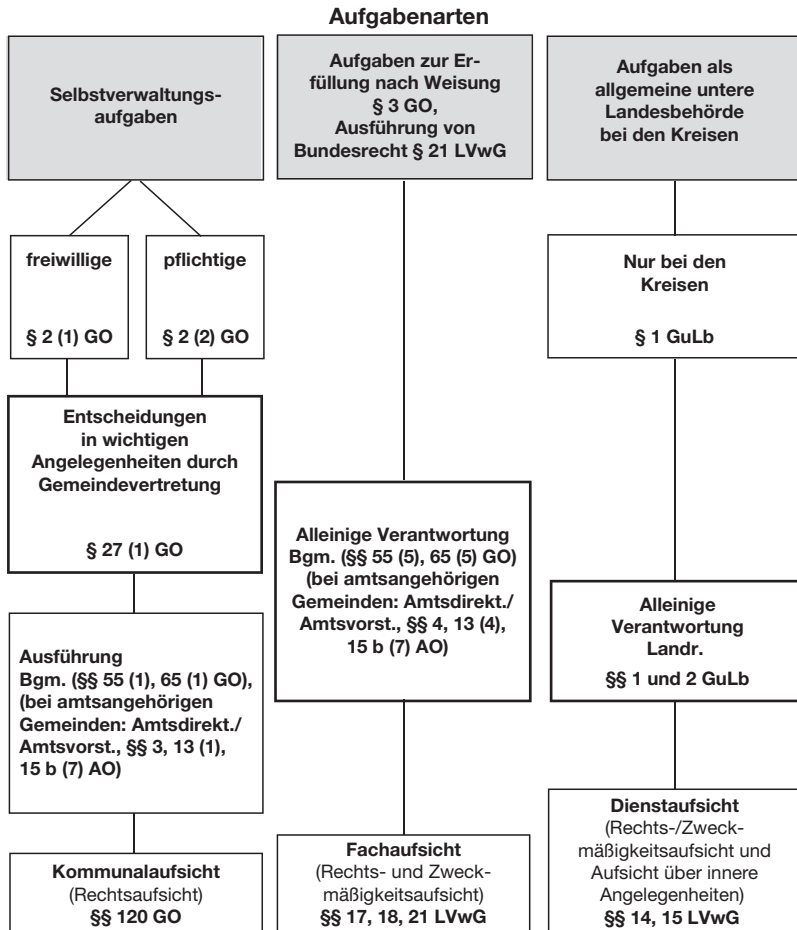 Aufgabenarten
Selbstverwaltungs-
aufgaben
freiwillige
§ 2 (1) GO
pflichtige
§ 2 (2) GO
Entscheidungen
in wichtigen
Angelegenheiten durch
Gemeindevertretung
§ 27 (1) GO
Ausführung
Bgm. (§§ 55 (1), 65 (1) GO),
(bei amtsangehörigen
Gemeinden: Amtsdirekt./
Amtsvorst., §§ 3, 13 (1),
15 b (7) AO)
Kommunalaufsicht
(Rechtsaufsicht)
§§ 120 GO
Aufgaben zur Er-
füllung nach Weisung
§ 3 GO,
Ausführung von
Bundesrecht § 21 LVwG
Alleinige Verantwortung
Bgm. (§§ 55 (5), 65 (5) GO)
(bei amtsangehörigen
Gemeinden: Amtsdirekt./
Amtsvorst., §§ 4, 13 (4),
15 b (7) AO)
Fachaufsicht
(Rechts- und Zweck-
mäßigkeitsaufsicht)
§§ 17, 18, 21 LVwG
Aufgaben als
allgemeine untere
Landesbehörde
bei den Kreisen
Nur bei den
Kreisen
§ 1 GuLb
Alleinige
Verantwortung
Landr.
§§ 1 und 2 GuLb
Dienstaufsicht
(Rechts-/Zweck-
mäßigkeitsaufsicht und
Aufsicht über innere
Angelegenheiten)
§§ 14, 15 LVwG